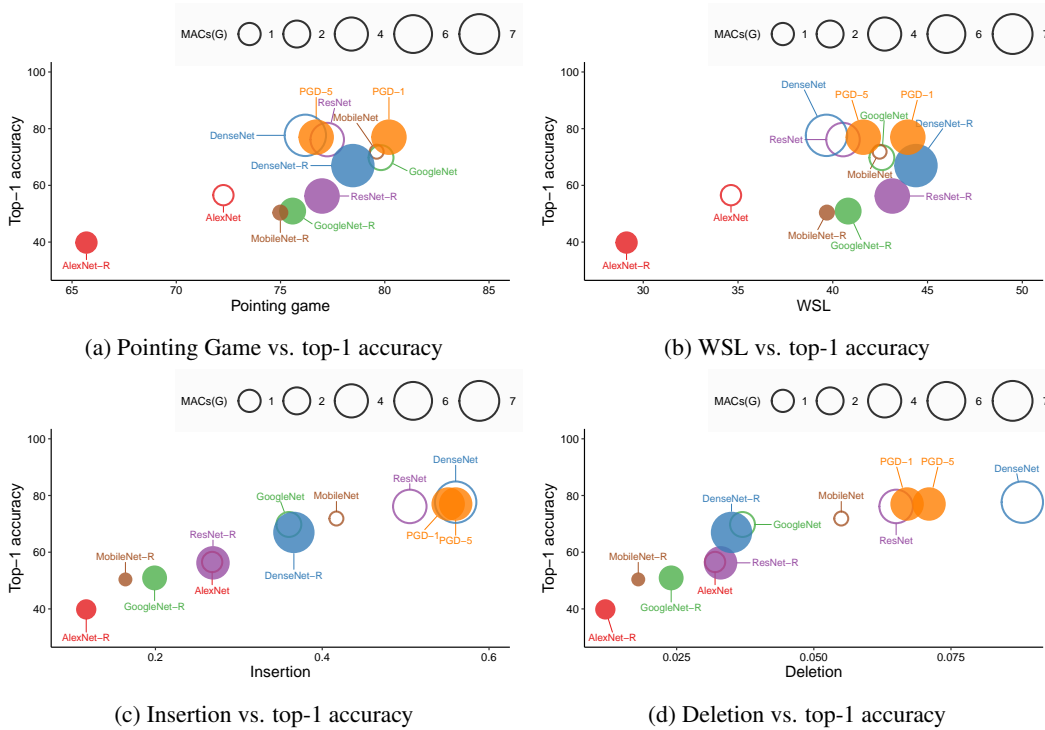 MACs(G) 1 2 4 6 7
100
80
60
40
Top−1 accuracy
PGD−5
PGD−1
ResNet
MobileNet
DenseNet
DenseNet−R
GoogleNet
ResNet−R
AlexNet
GoogleNet−R
MobileNet−R
AlexNet−R
65 70 75 80 85
Pointing game
(a) Pointing Game vs. top-1 accuracy
MACs(G) 1 2 4 6 7
100
80
60
40
Top−1 accuracy
DenseNet
PGD−5
PGD−1
GoogleNet
DenseNet−R
ResNet
MobileNet
ResNet−R
AlexNet
MobileNet−R
GoogleNet−R
AlexNet−R
30 35 40 45 50
WSL
(b) WSL vs. top-1 accuracy
MACs(G) 1 2 4 6 7
100
80
60
40
Top−1 accuracy
DenseNet
ResNet
GoogleNet
MobileNet
PGD−1
PGD−5
ResNet−R
MobileNet−R
DenseNet−R
AlexNet
GoogleNet−R
AlexNet−R
0.2 0.4 0.6
Insertion
(c) Insertion vs. top-1 accuracy
MACs(G) 1 2 4 6 7
100
80
60
40
Top−1 accuracy
PGD−1
PGD−5
DenseNet
DenseNet−R
MobileNet
GoogleNet
ResNet
MobileNet−R
ResNet−R
AlexNet
GoogleNet−R
AlexNet−R
0.025 0.050 0.075
Deletion
(d) Deletion vs. top-1 accuracy